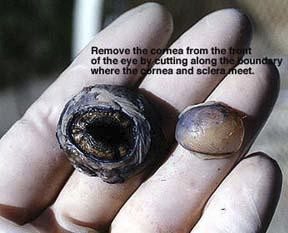 Remove the cornea from the front
of the eye by cutting along the boundary
where the cornea and sclera meet.